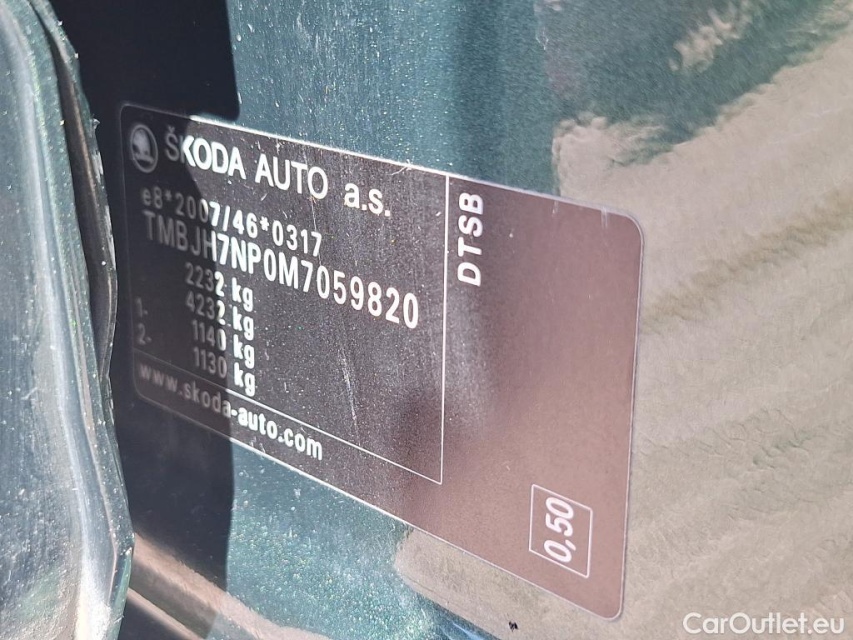 ŠKODA AUTO a.s.
e8*2007/46*0317
TMBJH7NP0M7059820
2232 kg
4232 kg
1- 1140 kg
2- 1130 kg
www.skoda-auto.com
DTSB
0,50
CarOutlet.eu